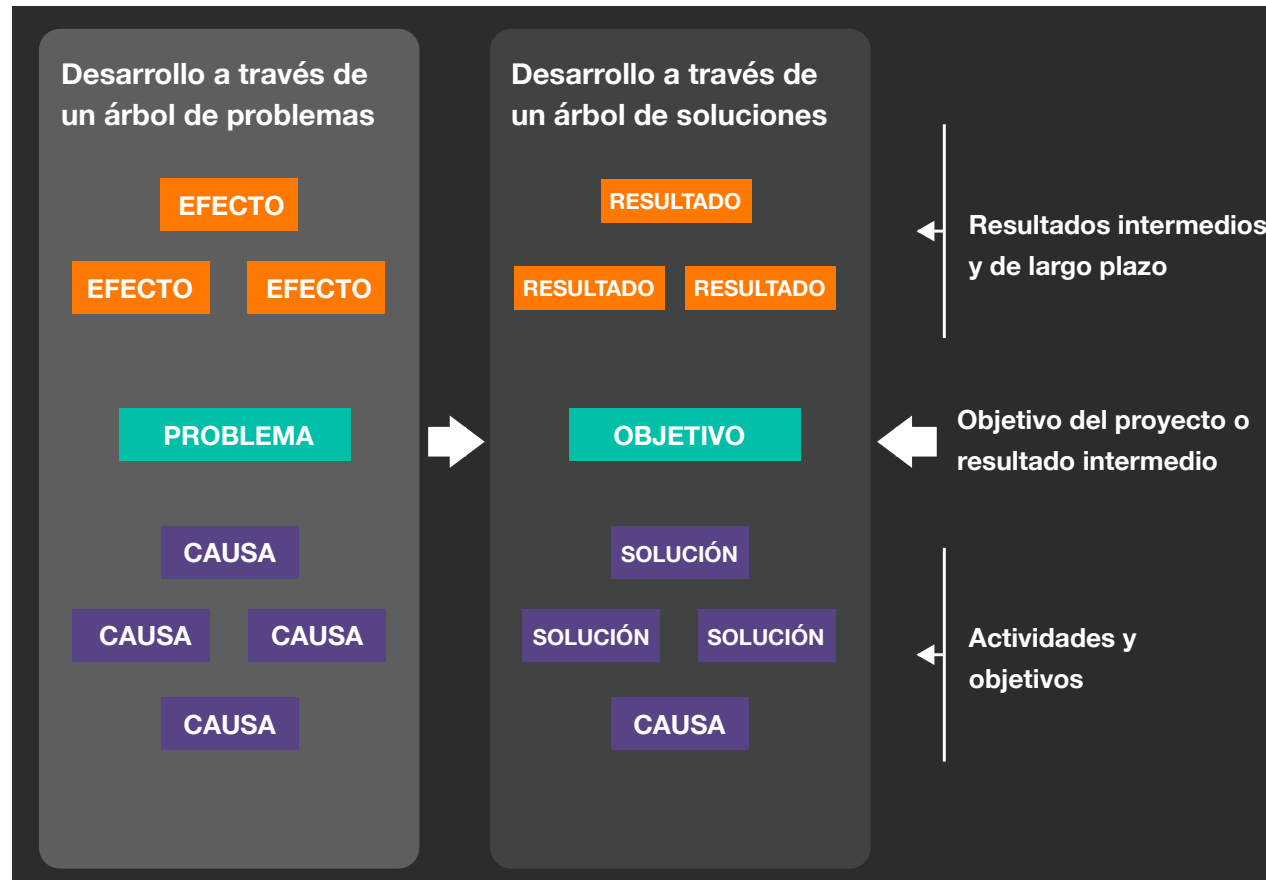 Desarrollo a través de
un árbol de problemas
EFECTO
EFECTO EFECTO
PROBLEMA
CAUSA
CAUSA CAUSA
CAUSA
Desarrollo a través de
un árbol de soluciones
RESULTADO
RESULTADO RESULTADO
OBJETIVO
SOLUCIÓN
SOLUCIÓN SOLUCIÓN
CAUSA
Resultados intermedios
y de largo plazo
Objetivo del proyecto o
resultado intermedio
Actividades y
objetivos